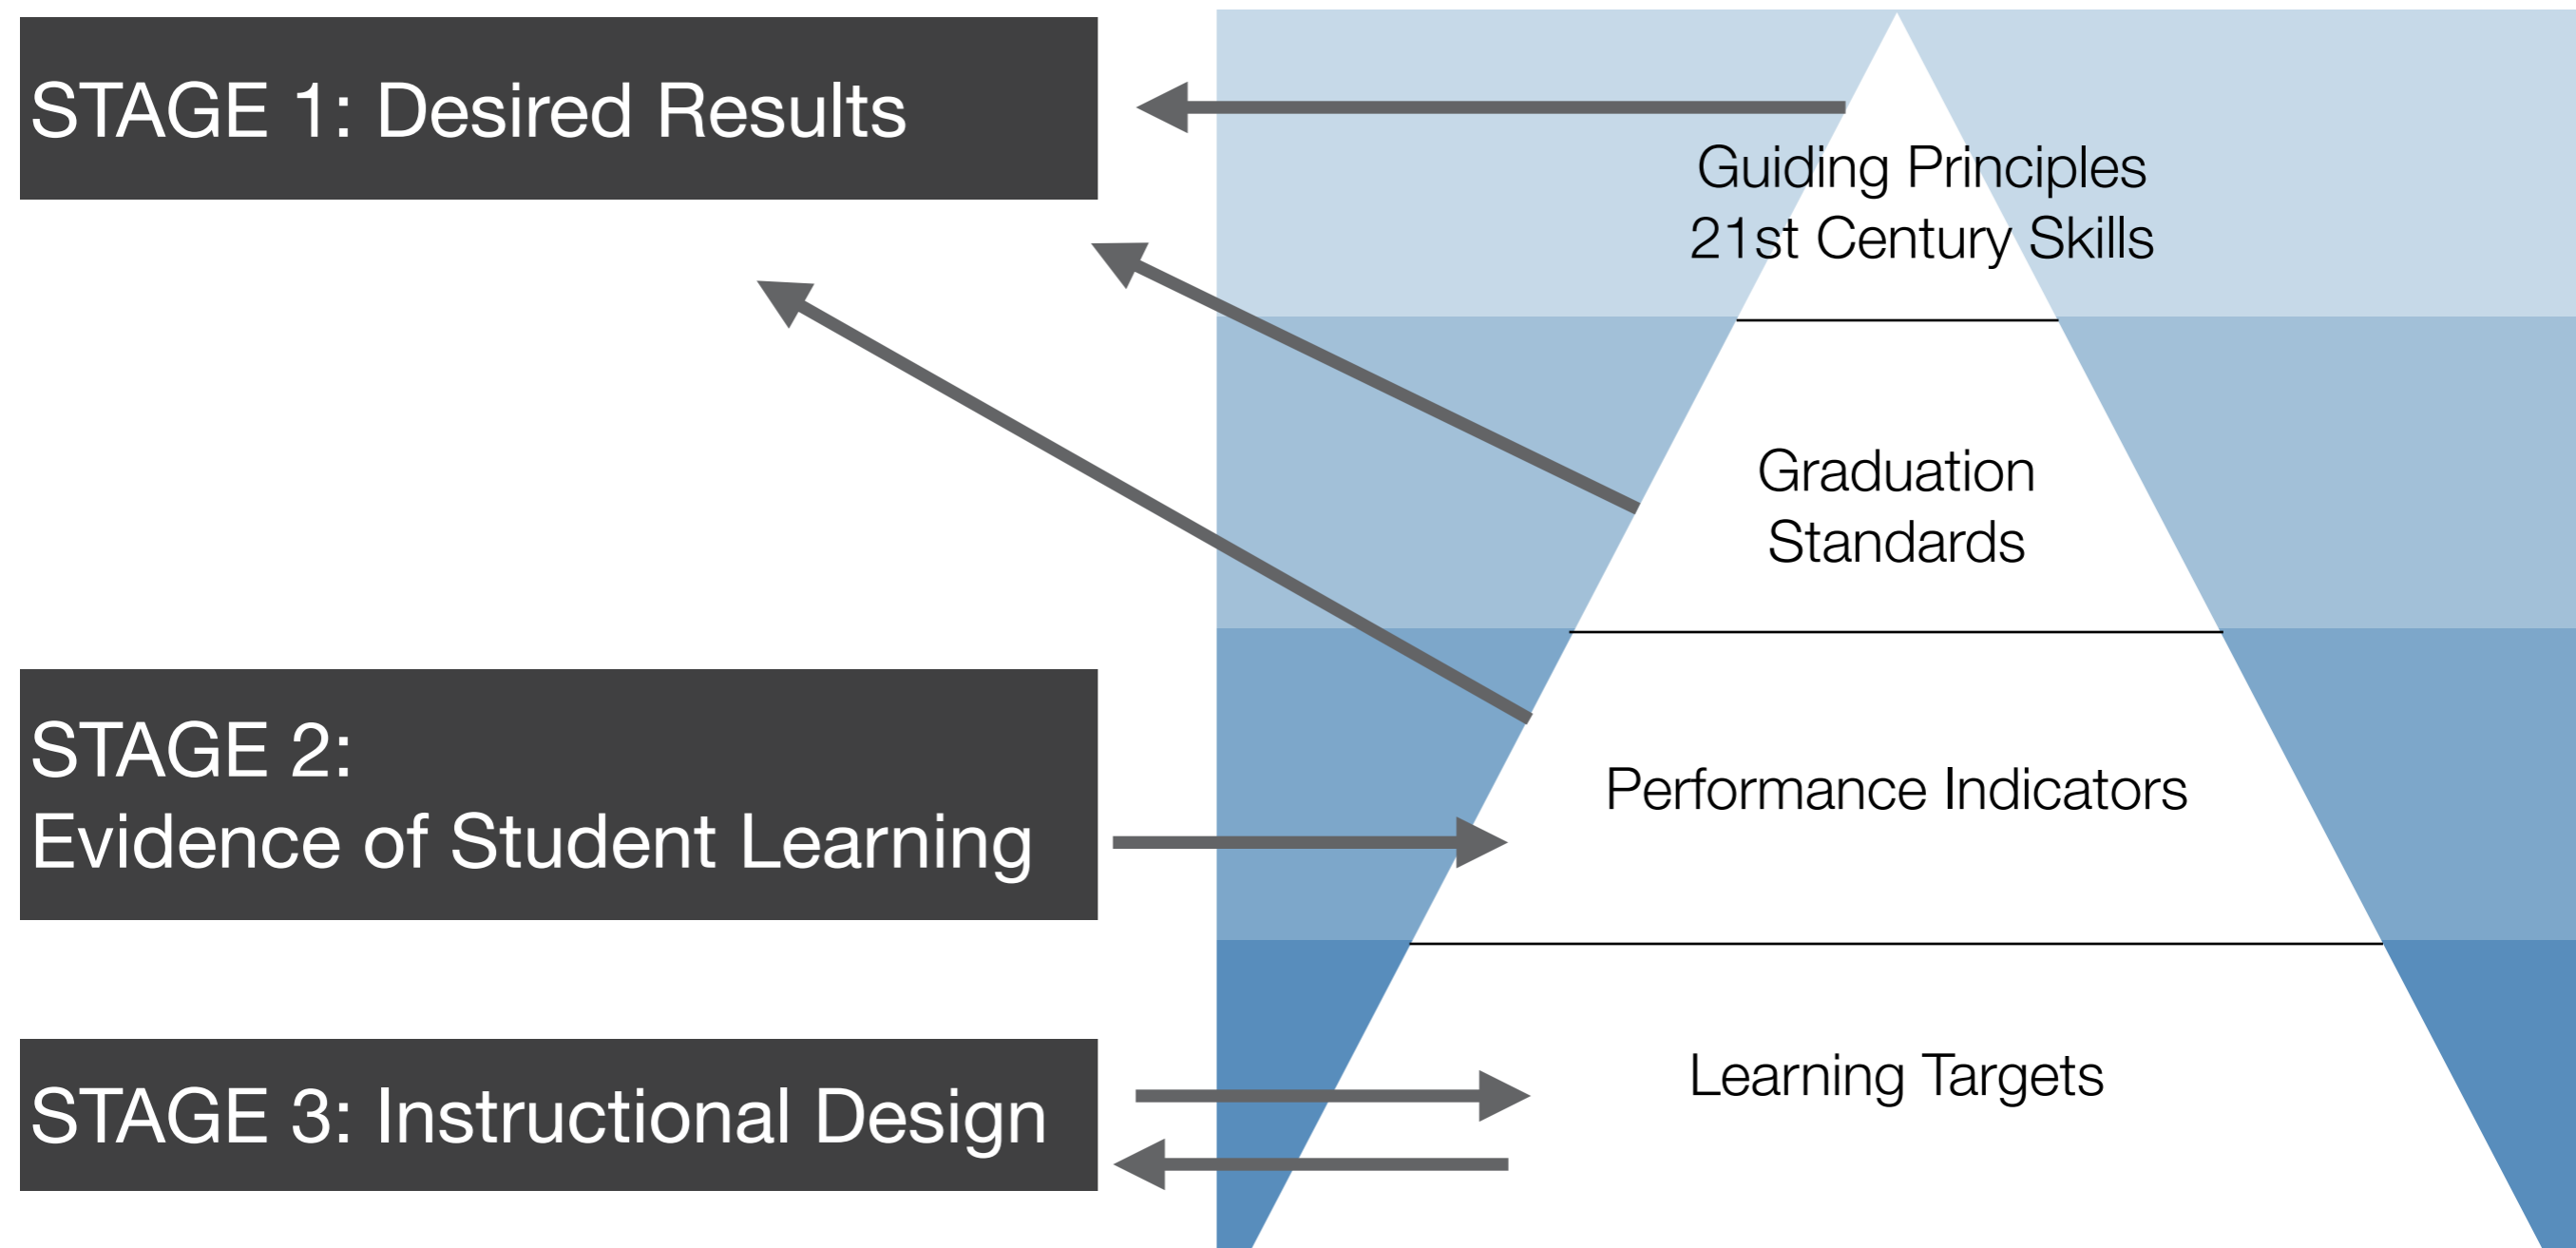 STAGE 1: Desired Results
Guiding Principles
21st Century Skills
Graduation
Standards
STAGE 2:
Evidence of Student Learning
Performance Indicators
STAGE 3: Instructional Design
Learning Targets